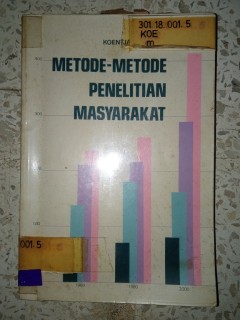 301.18.001.5
KOE
m
KOENTJ
METODE-METODE
PENELITIAN
MASYARAKAT
001.5